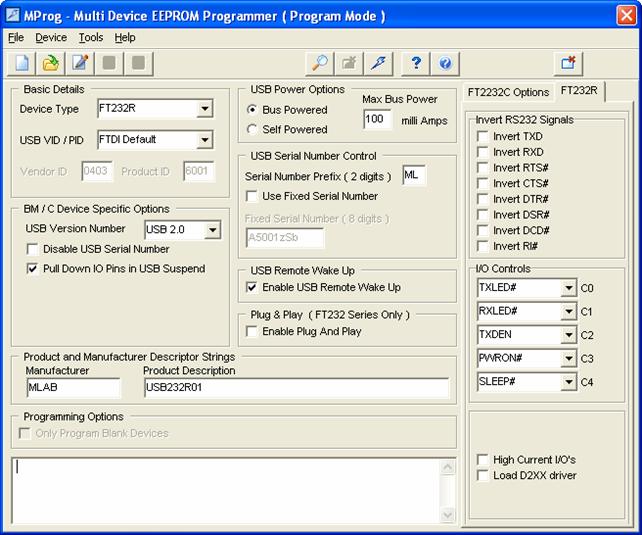 MProg - Multi Device EEPROM Programmer ( Program Mode )
File Device Tools Help
Basic Details
Device Type FT232R
USB VID / PID FTDI Default
Vendor ID 0403 Product ID 6001
BM / C Device Specific Options
USB Version Number USB 2.0
Disable USB Serial Number
Pull Down IO Pins in USB Suspend
USB Power Options
Bus Powered
Self Powered
Max Bus Power
100 milli Amps
USB Serial Number Control
Serial Number Prefix ( 2 digits ) ML
Use Fixed Serial Number
Fixed Serial Number ( 8 digits )
A5001zSb
USB Remote Wake Up
Enable USB Remote Wake Up
Plug & Play ( FT232 Series Only )
Enable Plug And Play
Product and Manufacturer Descriptor Strings
Manufacturer Product Description
MLAB USB232R01
Programming Options
Only Program Blank Devices
FT2232C Options FT232R
Invert RS232 Signals
Invert TXD
Invert RXD
Invert RTS#
Invert CTS#
Invert DTR#
Invert DSR#
Invert DCD#
Invert RI#
I/O Controls
TXLED# C0
RXLED# C1
TXDEN C2
PWRON# C3
SLEEP# C4
High Current I/O's
Load D2XX driver